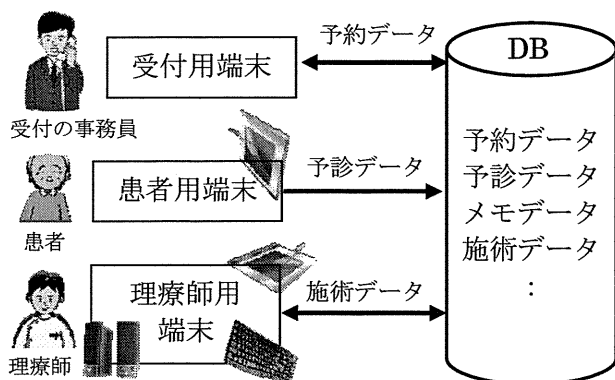 受付用端末
予約データ
DB
受付の事務員
患者用端末
予診データ
患者
理療師用
端末
施術データ
理療師
予約データ
予診データ
メモデータ
施術データ
: